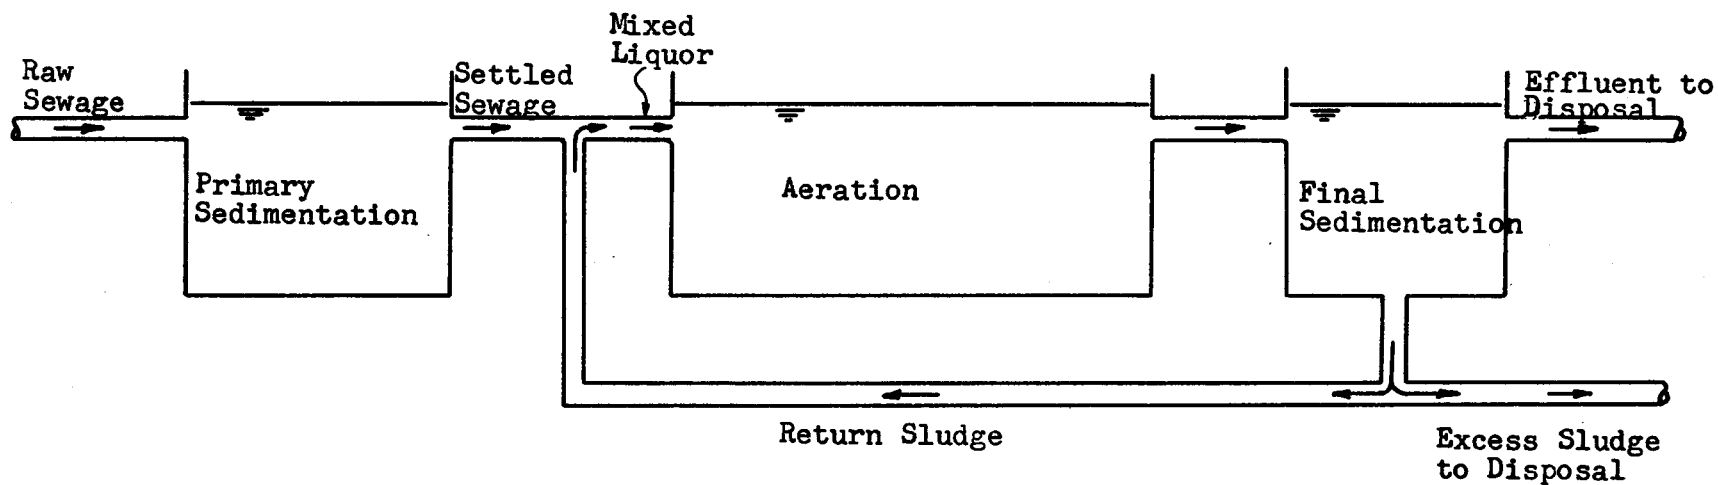 Raw
Sewage
Settled
Sewage
Mixed
Liquor
Effluent to
Disposal
Primary
Sedimentation
Aeration
Final
Sedimentation
Return Sludge
Excess Sludge
to Disposal